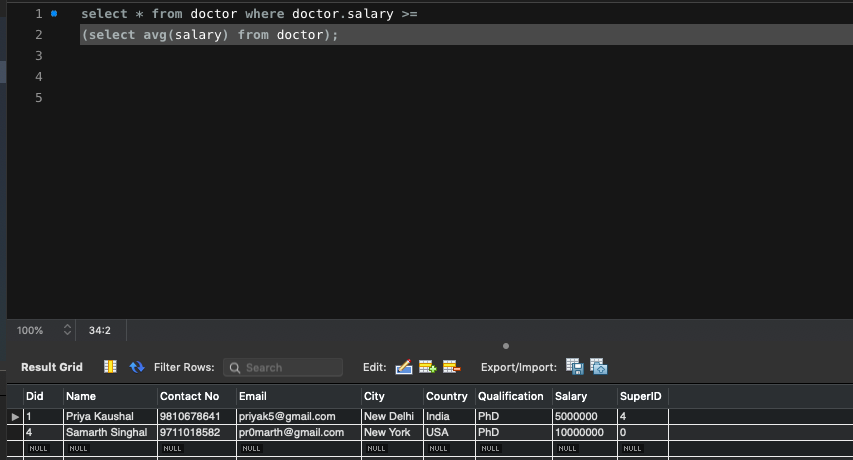 1 select * from doctor where doctor.salary >=
2 (select avg(salary) from doctor);
3
4
5
100% 34:2
Result Grid Filter Rows: Search Edit: Export/Import:
Did Name Contact No Email City Country Qualification Salary SuperID
1 Priya Kaushal 9810678641 priyak5@gmail.com New Delhi India PhD 5000000 4
4 Samarth Singhal 9711018582 pr0marth@gmail.com New York USA PhD 10000000 0
NULL NULL NULL NULL NULL NULL NULL NULL NULL